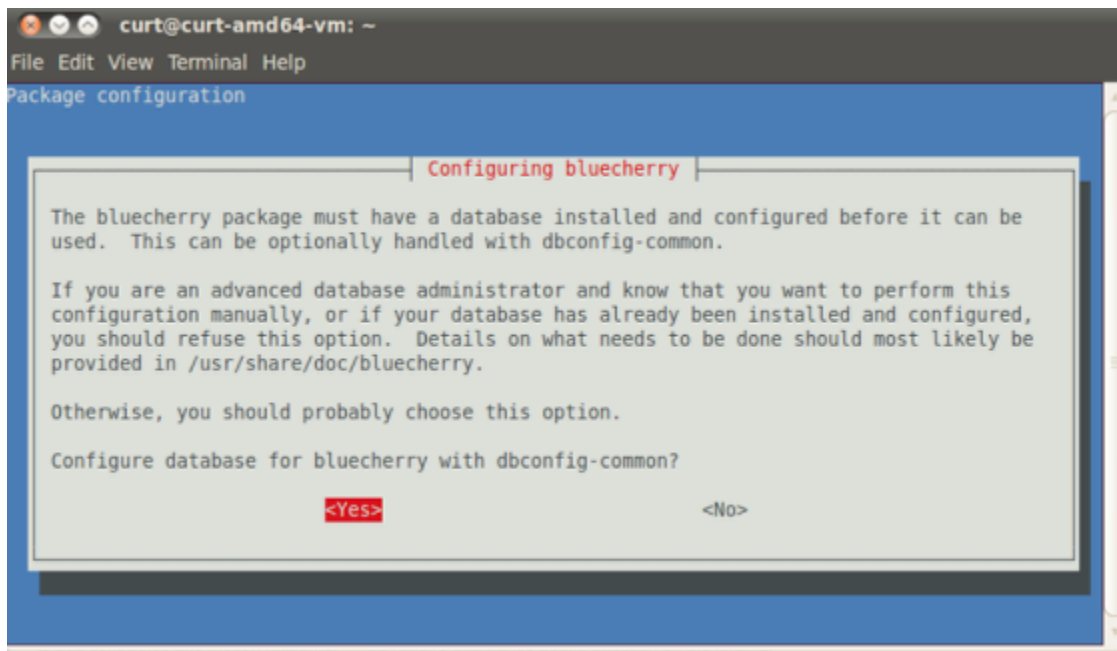 curt@curt-amd64-vm: ~
File Edit View Terminal Help
Package configuration
Configuring bluecherry
The bluecherry package must have a database installed and configured before it can be
used.  This can be optionally handled with dbconfig-common.
If you are an advanced database administrator and know that you want to perform this
configuration manually, or if your database has already been installed and configured,
you should refuse this option.  Details on what needs to be done should most likely be
provided in /usr/share/doc/bluecherry.
Otherwise, you should probably choose this option.
Configure database for bluecherry with dbconfig-common?
<Yes> <No>